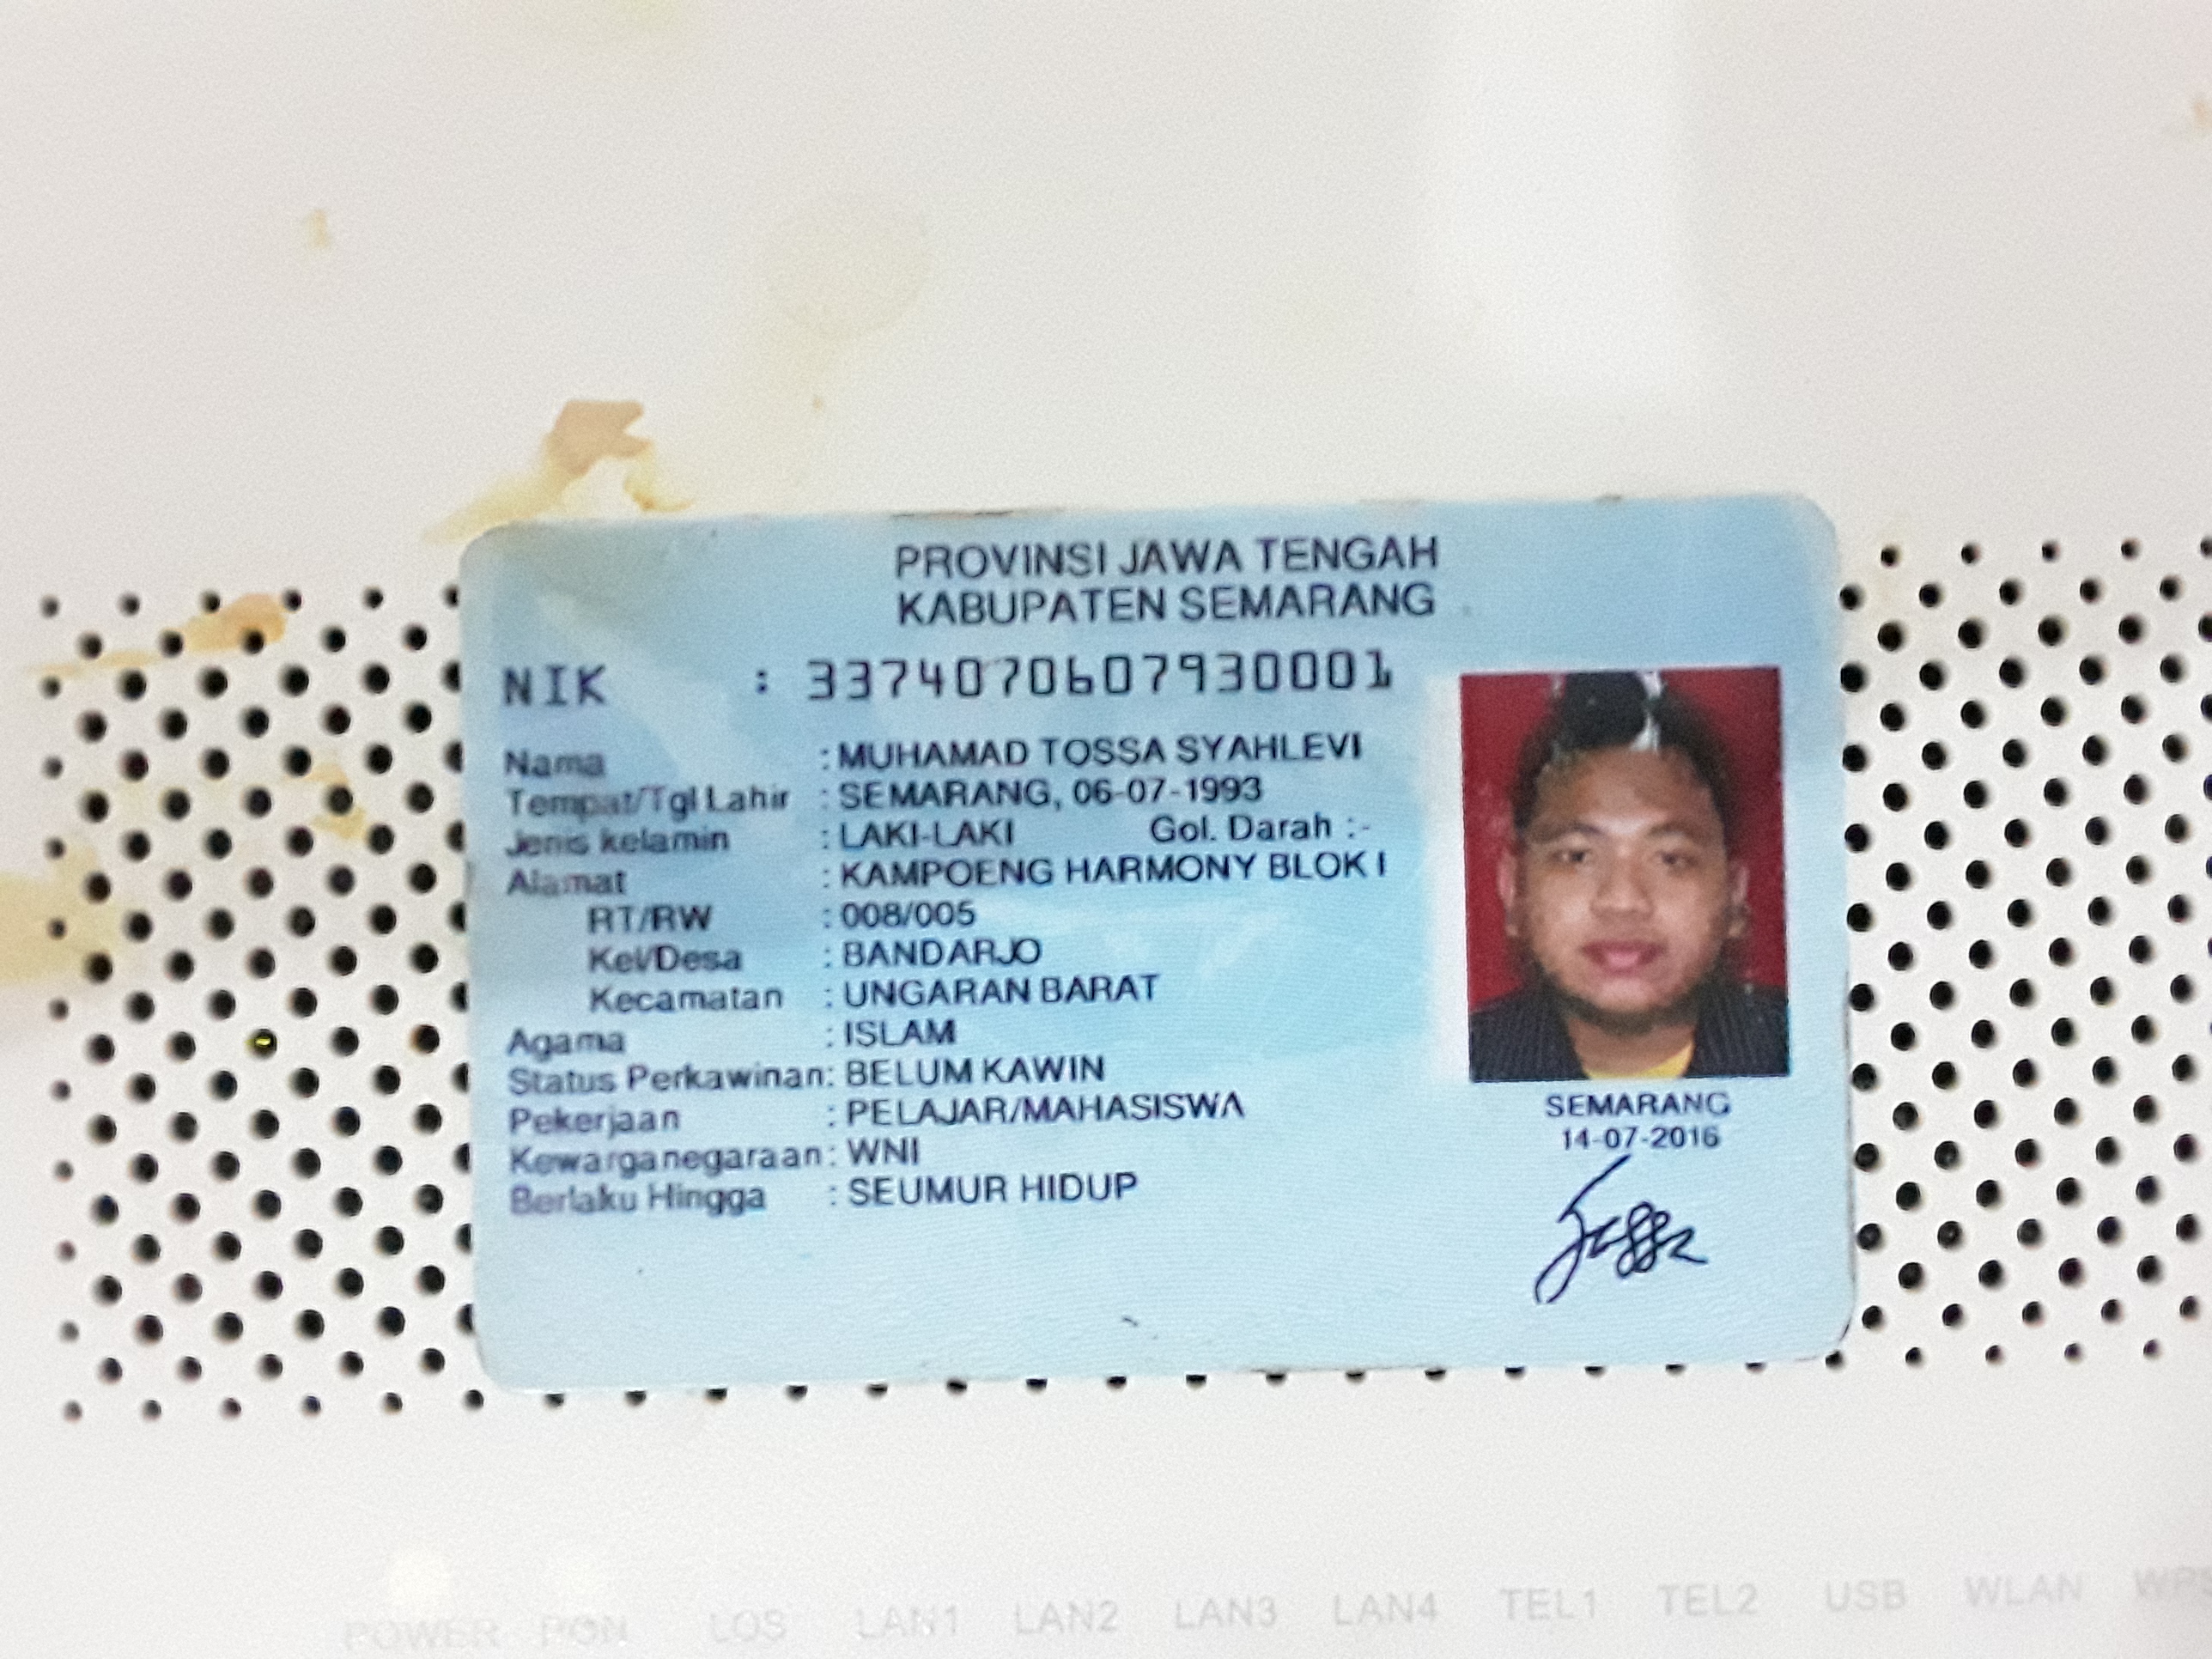 PROVINSI JAWA TENGAH
KABUPATEN SEMARANG
NIK : 3374070607930001
Nama : MUHAMAD TOSSA SYAHLEVI
Tempat/Tgl Lahir : SEMARANG, 06-07-1993
Jenis kelamin : LAKI-LAKI Gol. Darah :-
Alamat : KAMPOENG HARMONY BLOK I
RT/RW : 008/005
Kel/Desa : BANDARJO
Kecamatan : UNGARAN BARAT
Agama : ISLAM
Status Perkawinan: BELUM KAWIN
Pekerjaan : PELAJAR/MAHASISWA
Kewarganegaraan: WNI
Berlaku Hingga : SEUMUR HIDUP
SEMARANG
14-07-2016
POWER PON LOS LAN1 LAN2 LAN3 LAN4 TEL1 TEL2 USB WLAN WPS